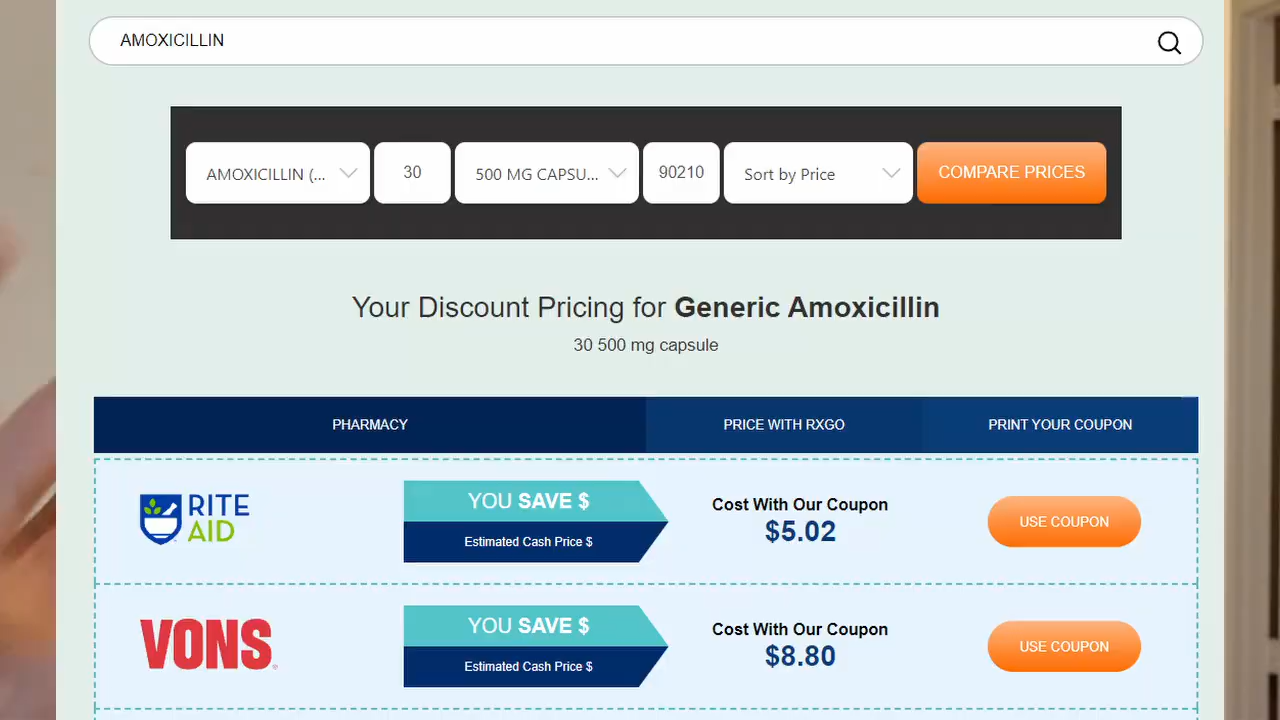 AMOXICILLIN
AMOXICILLIN (...
30
500 MG CAPSU...
90210
Sort by Price
COMPARE PRICES
Your Discount Pricing for Generic Amoxicillin
30 500 mg capsule
PHARMACY
PRICE WITH RXGO
PRINT YOUR COUPON
RITE
AID
YOU SAVE $
Estimated Cash Price $
Cost With Our Coupon
$5.02
USE COUPON
VONS
YOU SAVE $
Estimated Cash Price $
Cost With Our Coupon
$8.80
USE COUPON